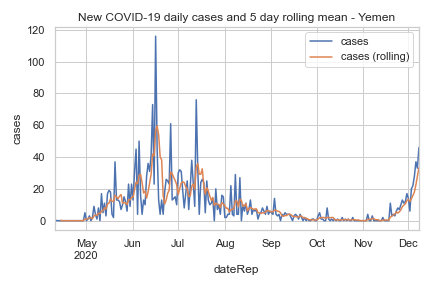 New COVID-19 daily cases and 5 day rolling mean - Yemen
cases
cases (rolling)
120
100
80
60
40
20
0
cases
May Jun Jul Aug Sep Oct Nov Dec
2020
dateRep